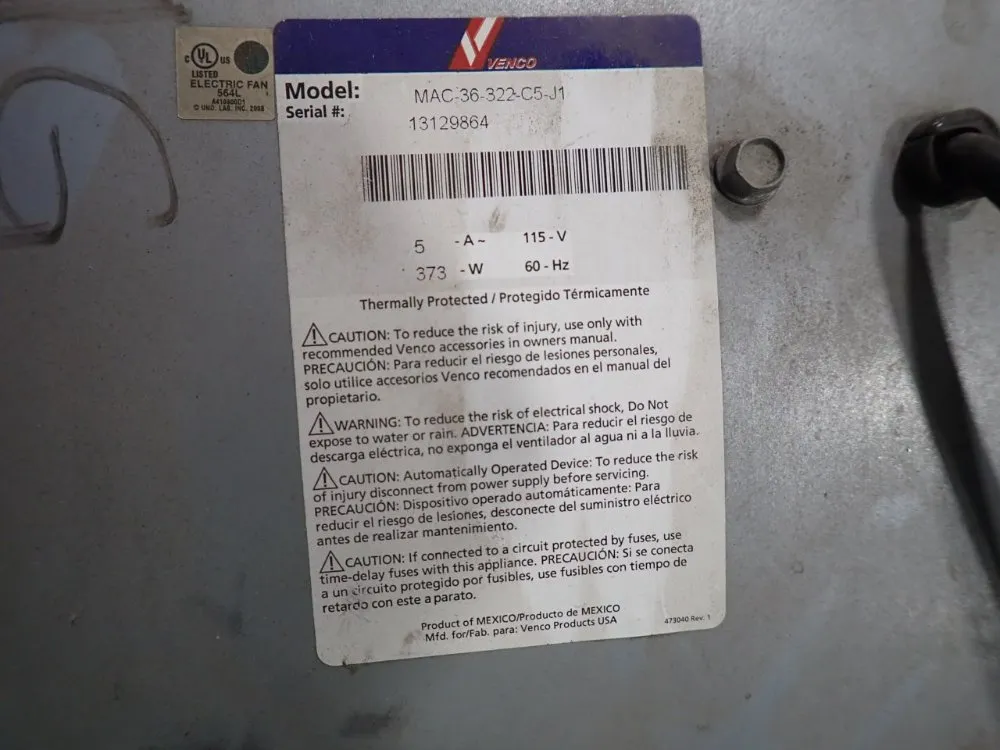 C UL US
LISTED
ELECTRIC FAN
564L
© UND. LAB. INC. 2008
VENCO
Model: MAC-36-322-C5-J1
Serial #: 13129864
5 - A ~ 115 - V
373 - W 60 - Hz
Thermally Protected / Protegido Térmicamente
CAUTION: To reduce the risk of injury, use only with
recommended Venco accessories in owners manual.
PRECAUCIÓN: Para reducir el riesgo de lesiones personales,
solo utilice accesorios Venco recomendados en el manual del
propietario.
WARNING: To reduce the risk of electrical shock, Do Not
expose to water or rain. ADVERTENCIA: Para reducir el riesgo de
descarga eléctrica, no exponga el ventilador al agua ni a la lluvia.
CAUTION: Automatically Operated Device: To reduce the risk
of injury disconnect from power supply before servicing.
PRECAUCIÓN: Dispositivo operado automáticamente: Para
reducir el riesgo de lesiones, desconecte del suministro eléctrico
antes de realizar mantenimiento.
CAUTION: If connected to a circuit protected by fuses, use
time-delay fuses with this appliance. PRECAUCIÓN: Si se conecta
a un circuito protegido por fusibles, use fusibles con tiempo de
retardo con este aparato.
Product of MEXICO/Producto de MEXICO
Mfd. for/Fab. para: Venco Products USA
473040 Rev. 1